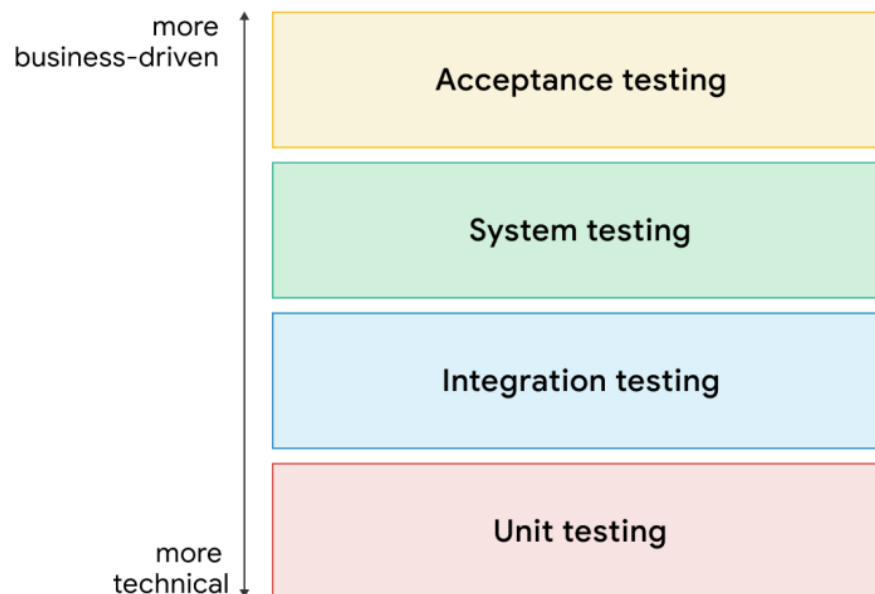 more
business-driven
Acceptance testing
System testing
Integration testing
Unit testing
more
technical